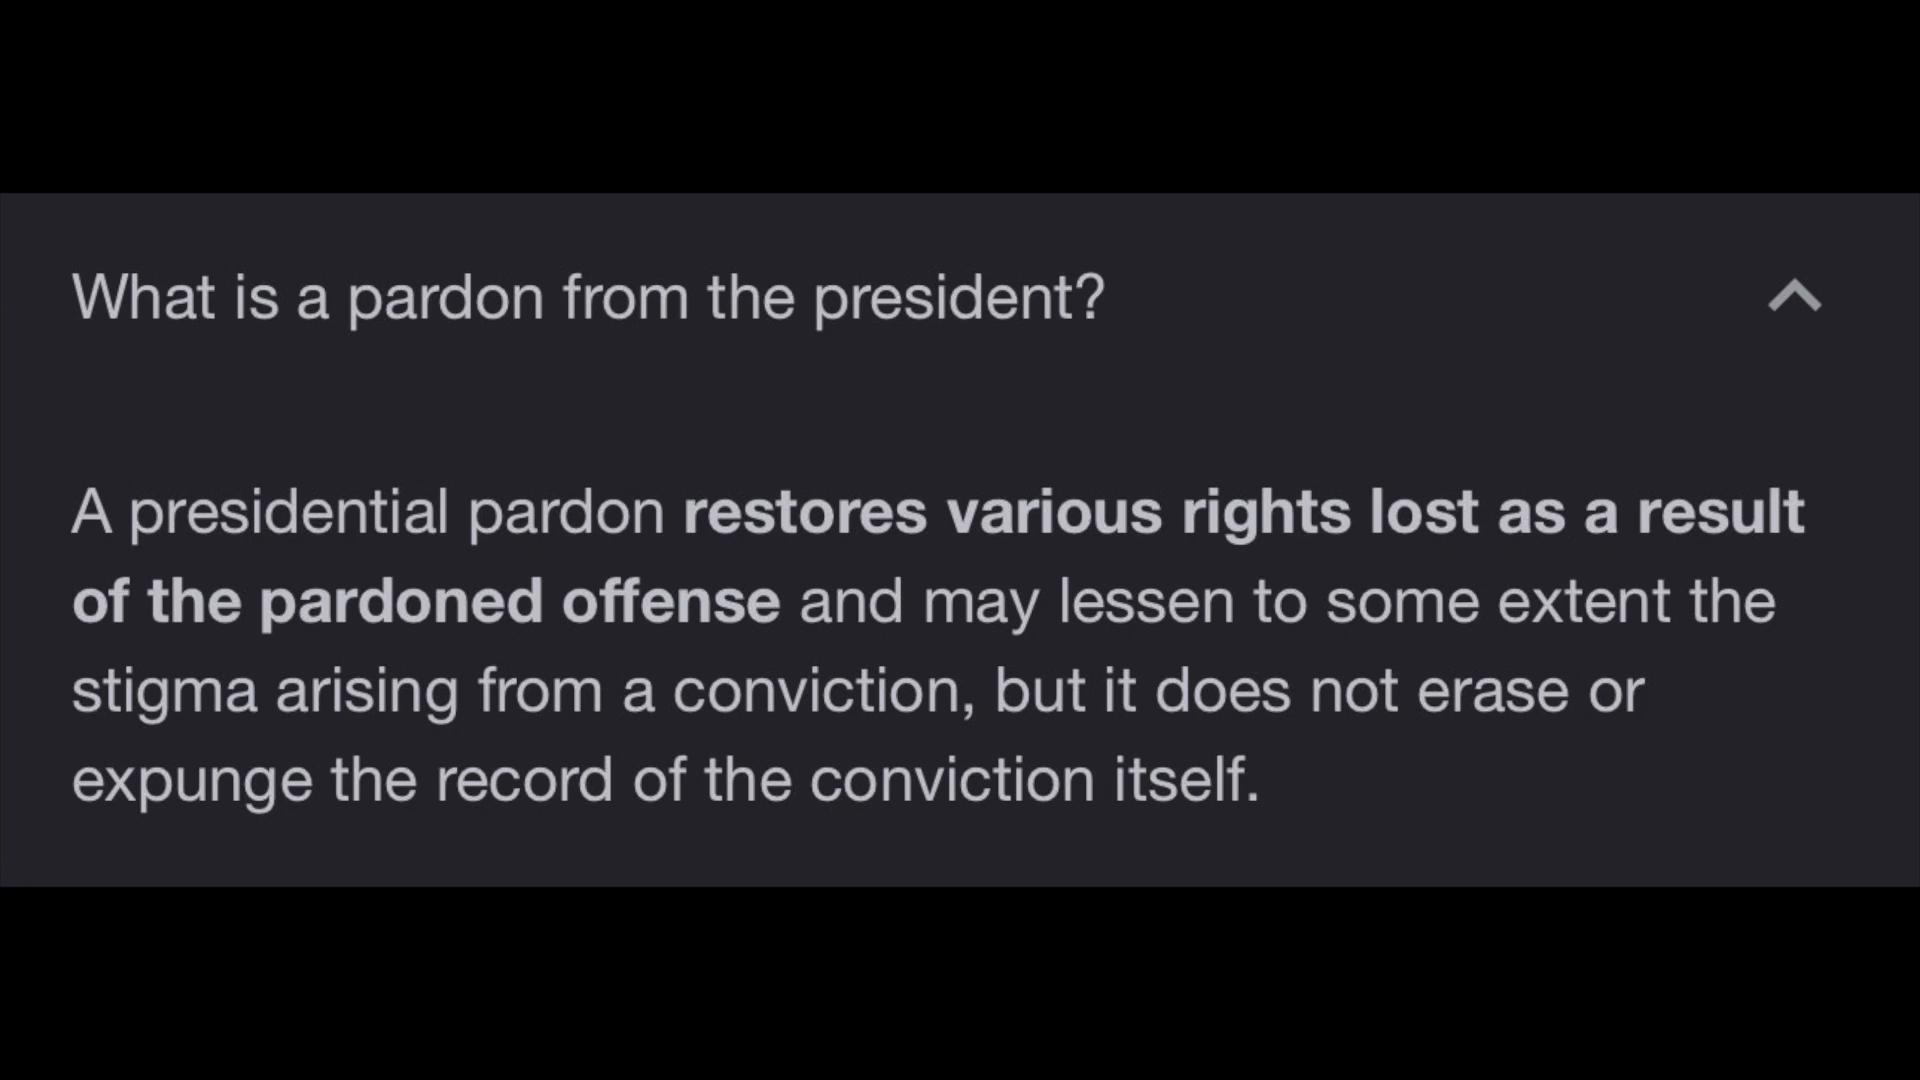 What is a pardon from the president?
A presidential pardon restores various rights lost as a result
of the pardoned offense and may lessen to some extent the
stigma arising from a conviction, but it does not erase or
expunge the record of the conviction itself.